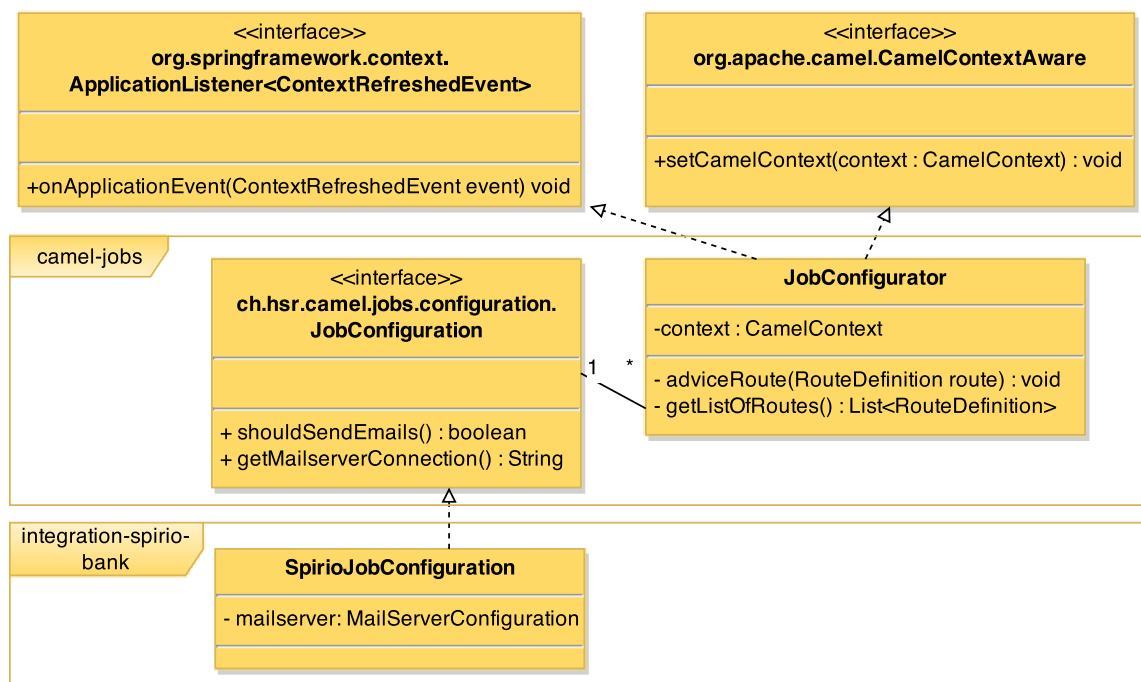 <<interface>>
org.springframework.context.
ApplicationListener<ContextRefreshedEvent>
+onApplicationEvent(ContextRefreshedEvent event) void
<<interface>>
org.apache.camel.CamelContextAware
+setCamelContext(context : CamelContext) : void
camel-jobs
<<interface>>
ch.hsr.camel.jobs.configuration.
JobConfiguration
+ shouldSendEmails() : boolean
+ getMailserverConnection() : String
1
*
JobConfigurator
-context : CamelContext
- adviceRoute(RouteDefinition route) : void
- getListOfRoutes() : List<RouteDefinition>
integration-spirio-
bank
SpirioJobConfiguration
- mailserver: MailServerConfiguration